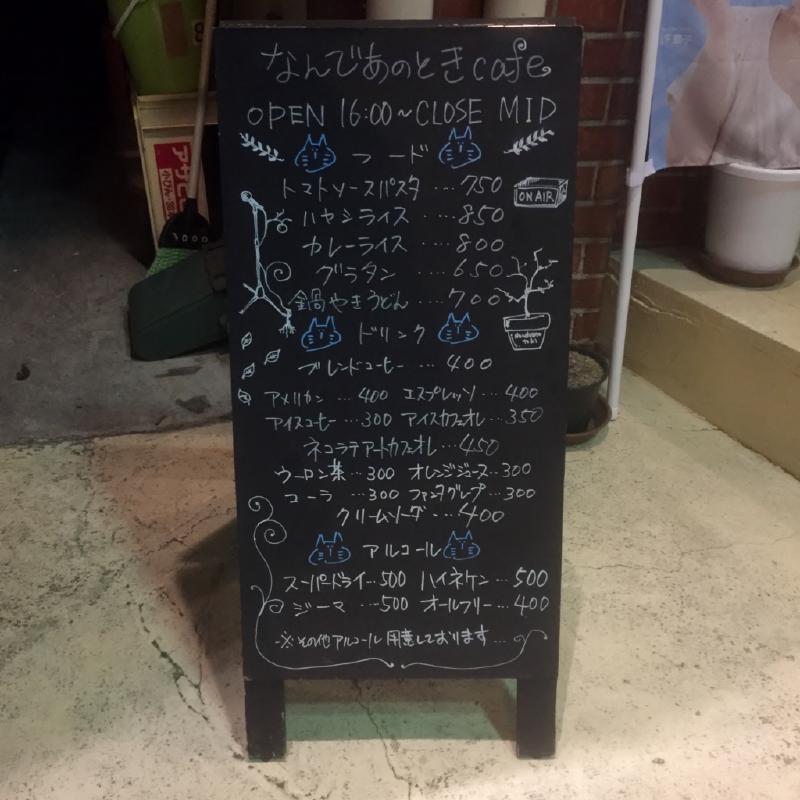 なんであのときcafe
OPEN 16:00~CLOSE MID
フード
トマトソースパスタ…750
ハヤシライス …850
カレーライス …800
グラタン …650
鍋やきうどん…700
ON AIR
ドリンク
ブレンドコーヒー …400
アメリカン …400 エスプレッソ…400
アイスコーヒー…300 アイスカフェオレ…350
ネコラテアートカフェオレ…450
ウーロン茶…300 オレンジジュース…300
コーラ …300 ファンタグレープ…300
クリームソーダ…400
アルコール
スーパードライ…500 ハイネケン…500
ジーマ …500 オールフリー…400
-※その他アルコール用意しております…
アサヒ
3000